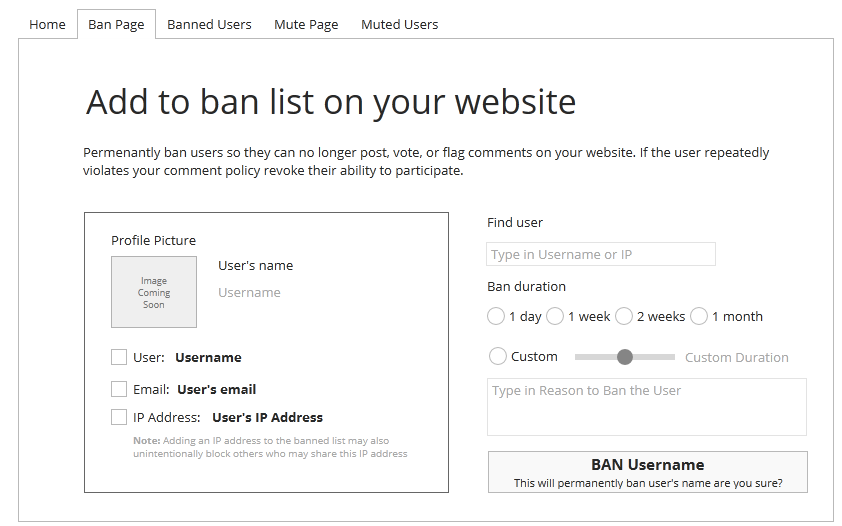 Home Ban Page Banned Users Mute Page Muted Users
Add to ban list on your website
Permenantly ban users so they can no longer post, vote, or flag comments on your website. If the user repeatedly
violates your comment policy revoke their ability to participate.
Profile Picture
Image
Coming
Soon
User's name
Username
User: Username
Email: User's email
IP Address: User's IP Address
Note: Adding an IP address to the banned list may also
unintentionally block others who may share this IP address
Find user
Type in Username or IP
Ban duration
1 day 1 week 2 weeks 1 month
Custom Custom Duration
Type in Reason to Ban the User
BAN Username
This will permanently ban user's name are you sure?